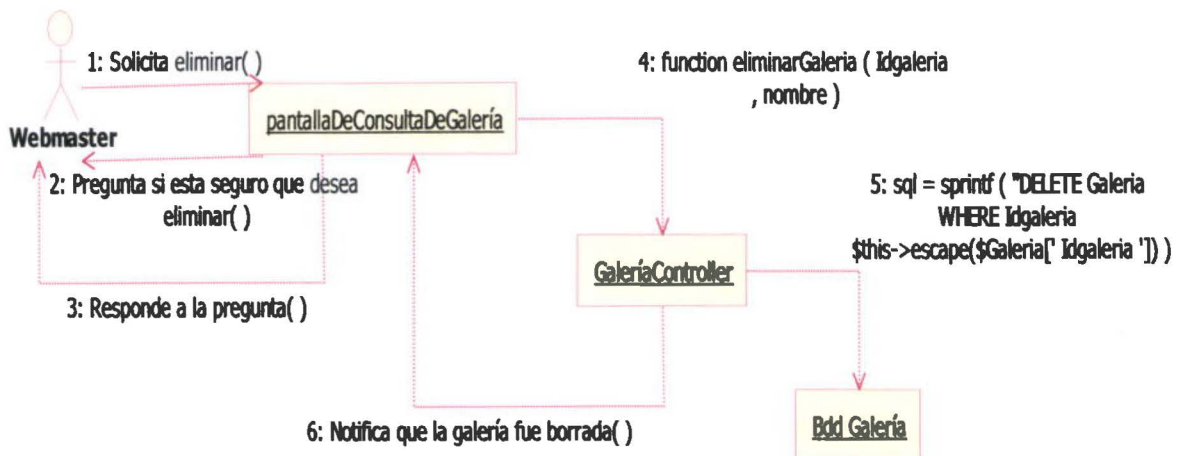 1: Solicita eliminar( )
4: function eliminarGaleria ( Idgaleria
, nombre )
pantallaDeConsultaDeGalería
Webmaster
2: Pregunta si esta seguro que desea
eliminar( )
5: sql = sprintf ( "DELETE Galeria
WHERE Idgaleria
$this->escape($Galeria[' Idgaleria ']) )
GaleríaController
3: Responde a la pregunta( )
6: Notifica que la galería fue borrada( )
Bdd Galería